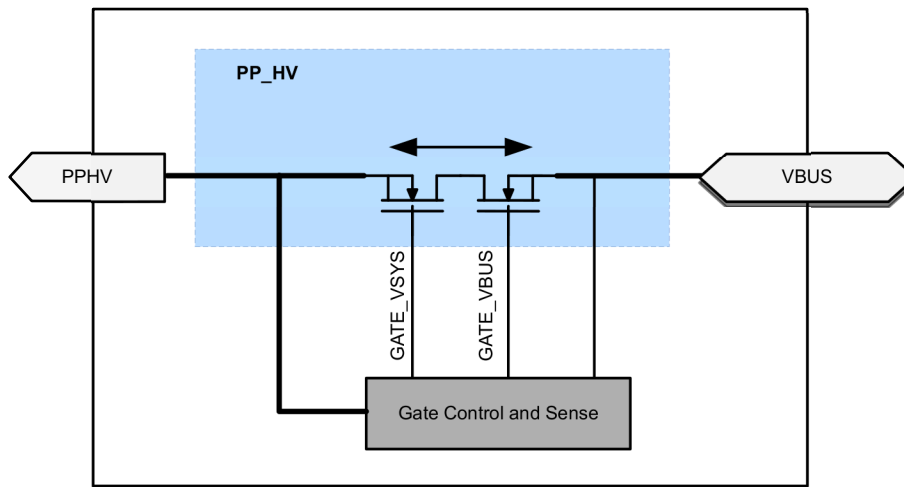 PP_HV
PPHV
VBUS
GATE_VSYS
GATE_VBUS
Gate Control and Sense